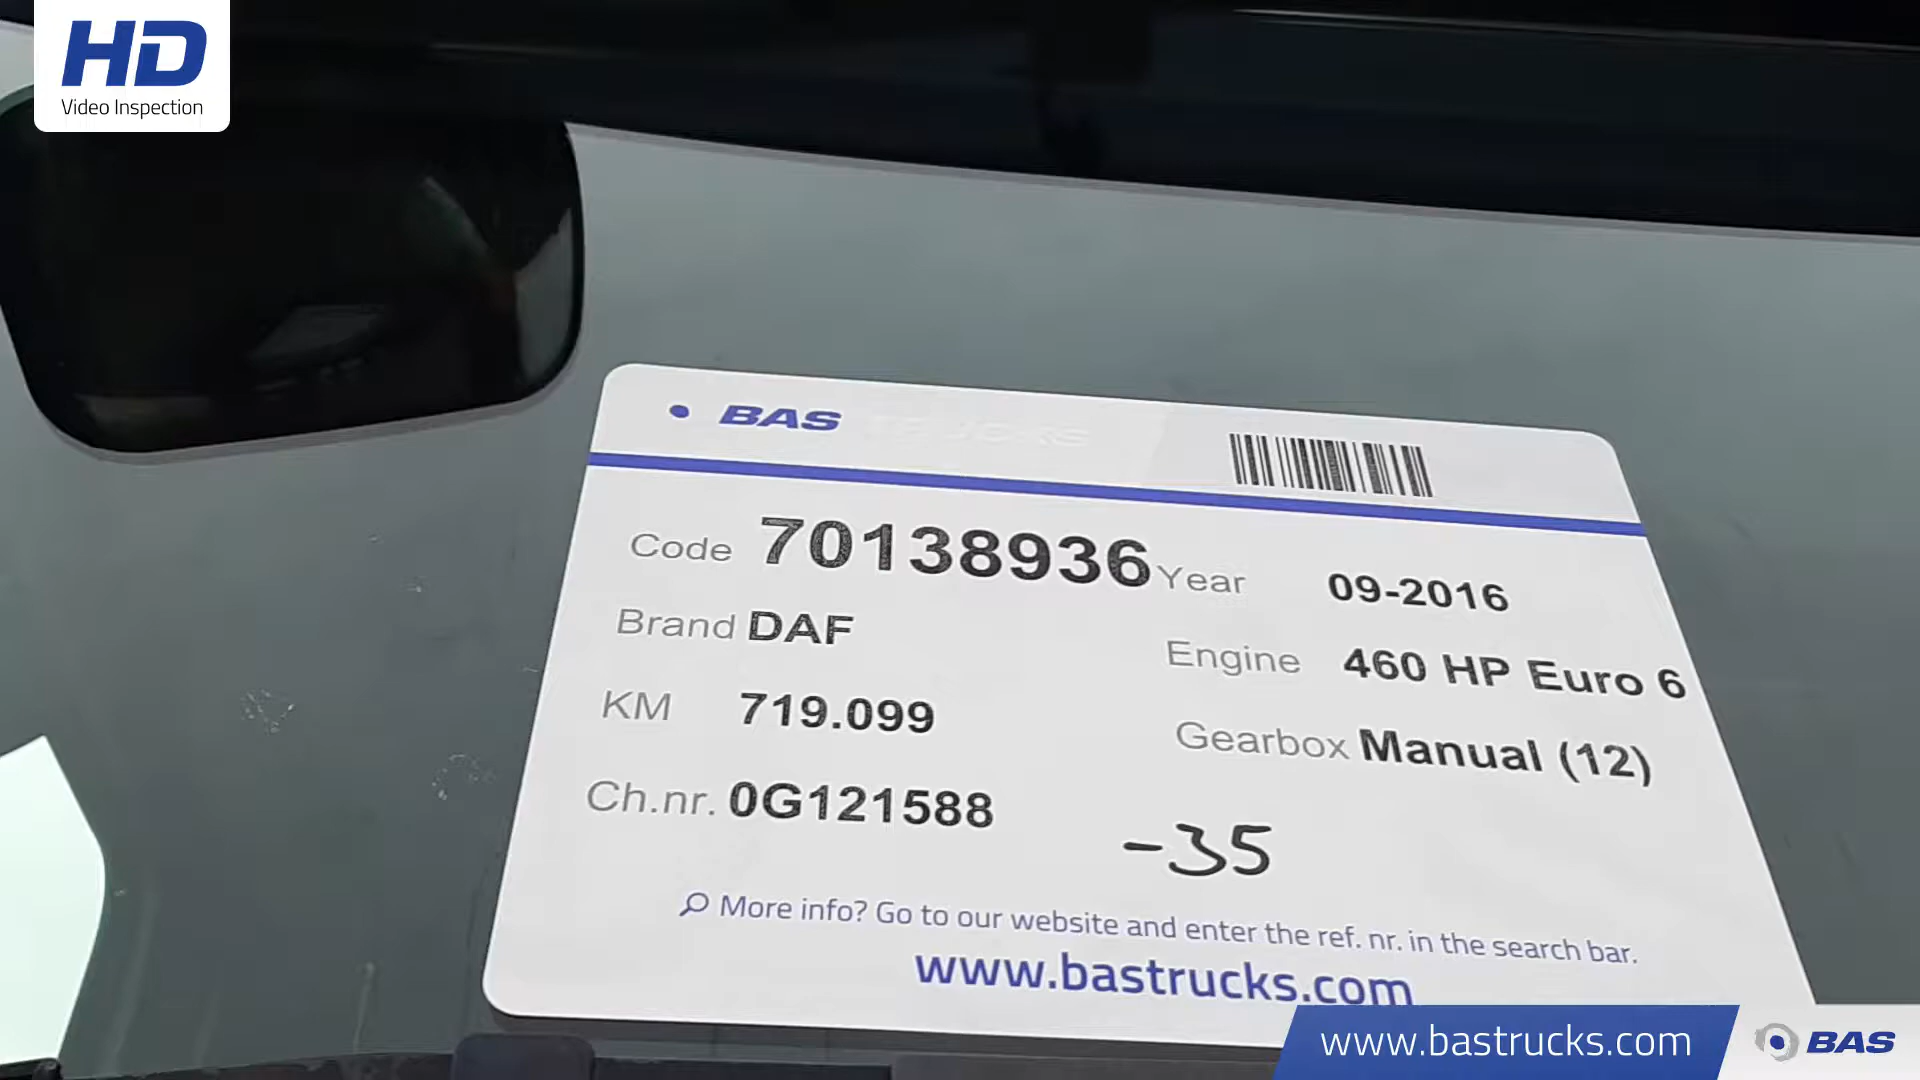 HD
Video Inspection
BAS TRUCKS
Code 70138936
Year 09-2016
Brand DAF
Engine 460 HP Euro 6
KM 719.099
Gearbox Manual (12)
Ch.nr. 0G121588
-35
More info? Go to our website and enter the ref. nr. in the search bar.
www.bastrucks.com
www.bastrucks.com
BAS